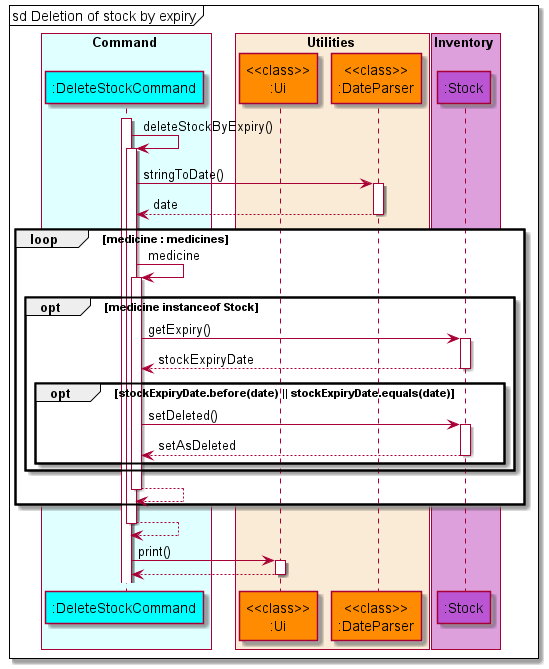 sd Deletion of stock by expiry
Command
Utilities
Inventory
:DeleteStockCommand
<<class>>
:Ui
<<class>>
:DateParser
:Stock
deleteStockByExpiry()
stringToDate()
date
loop
[medicine : medicines]
medicine
opt
[medicine instanceof Stock]
getExpiry()
stockExpiryDate
opt
[stockExpiryDate.before(date) || stockExpiryDate.equals(date)]
setDeleted()
setAsDeleted
print()
:DeleteStockCommand
<<class>>
:Ui
<<class>>
:DateParser
:Stock